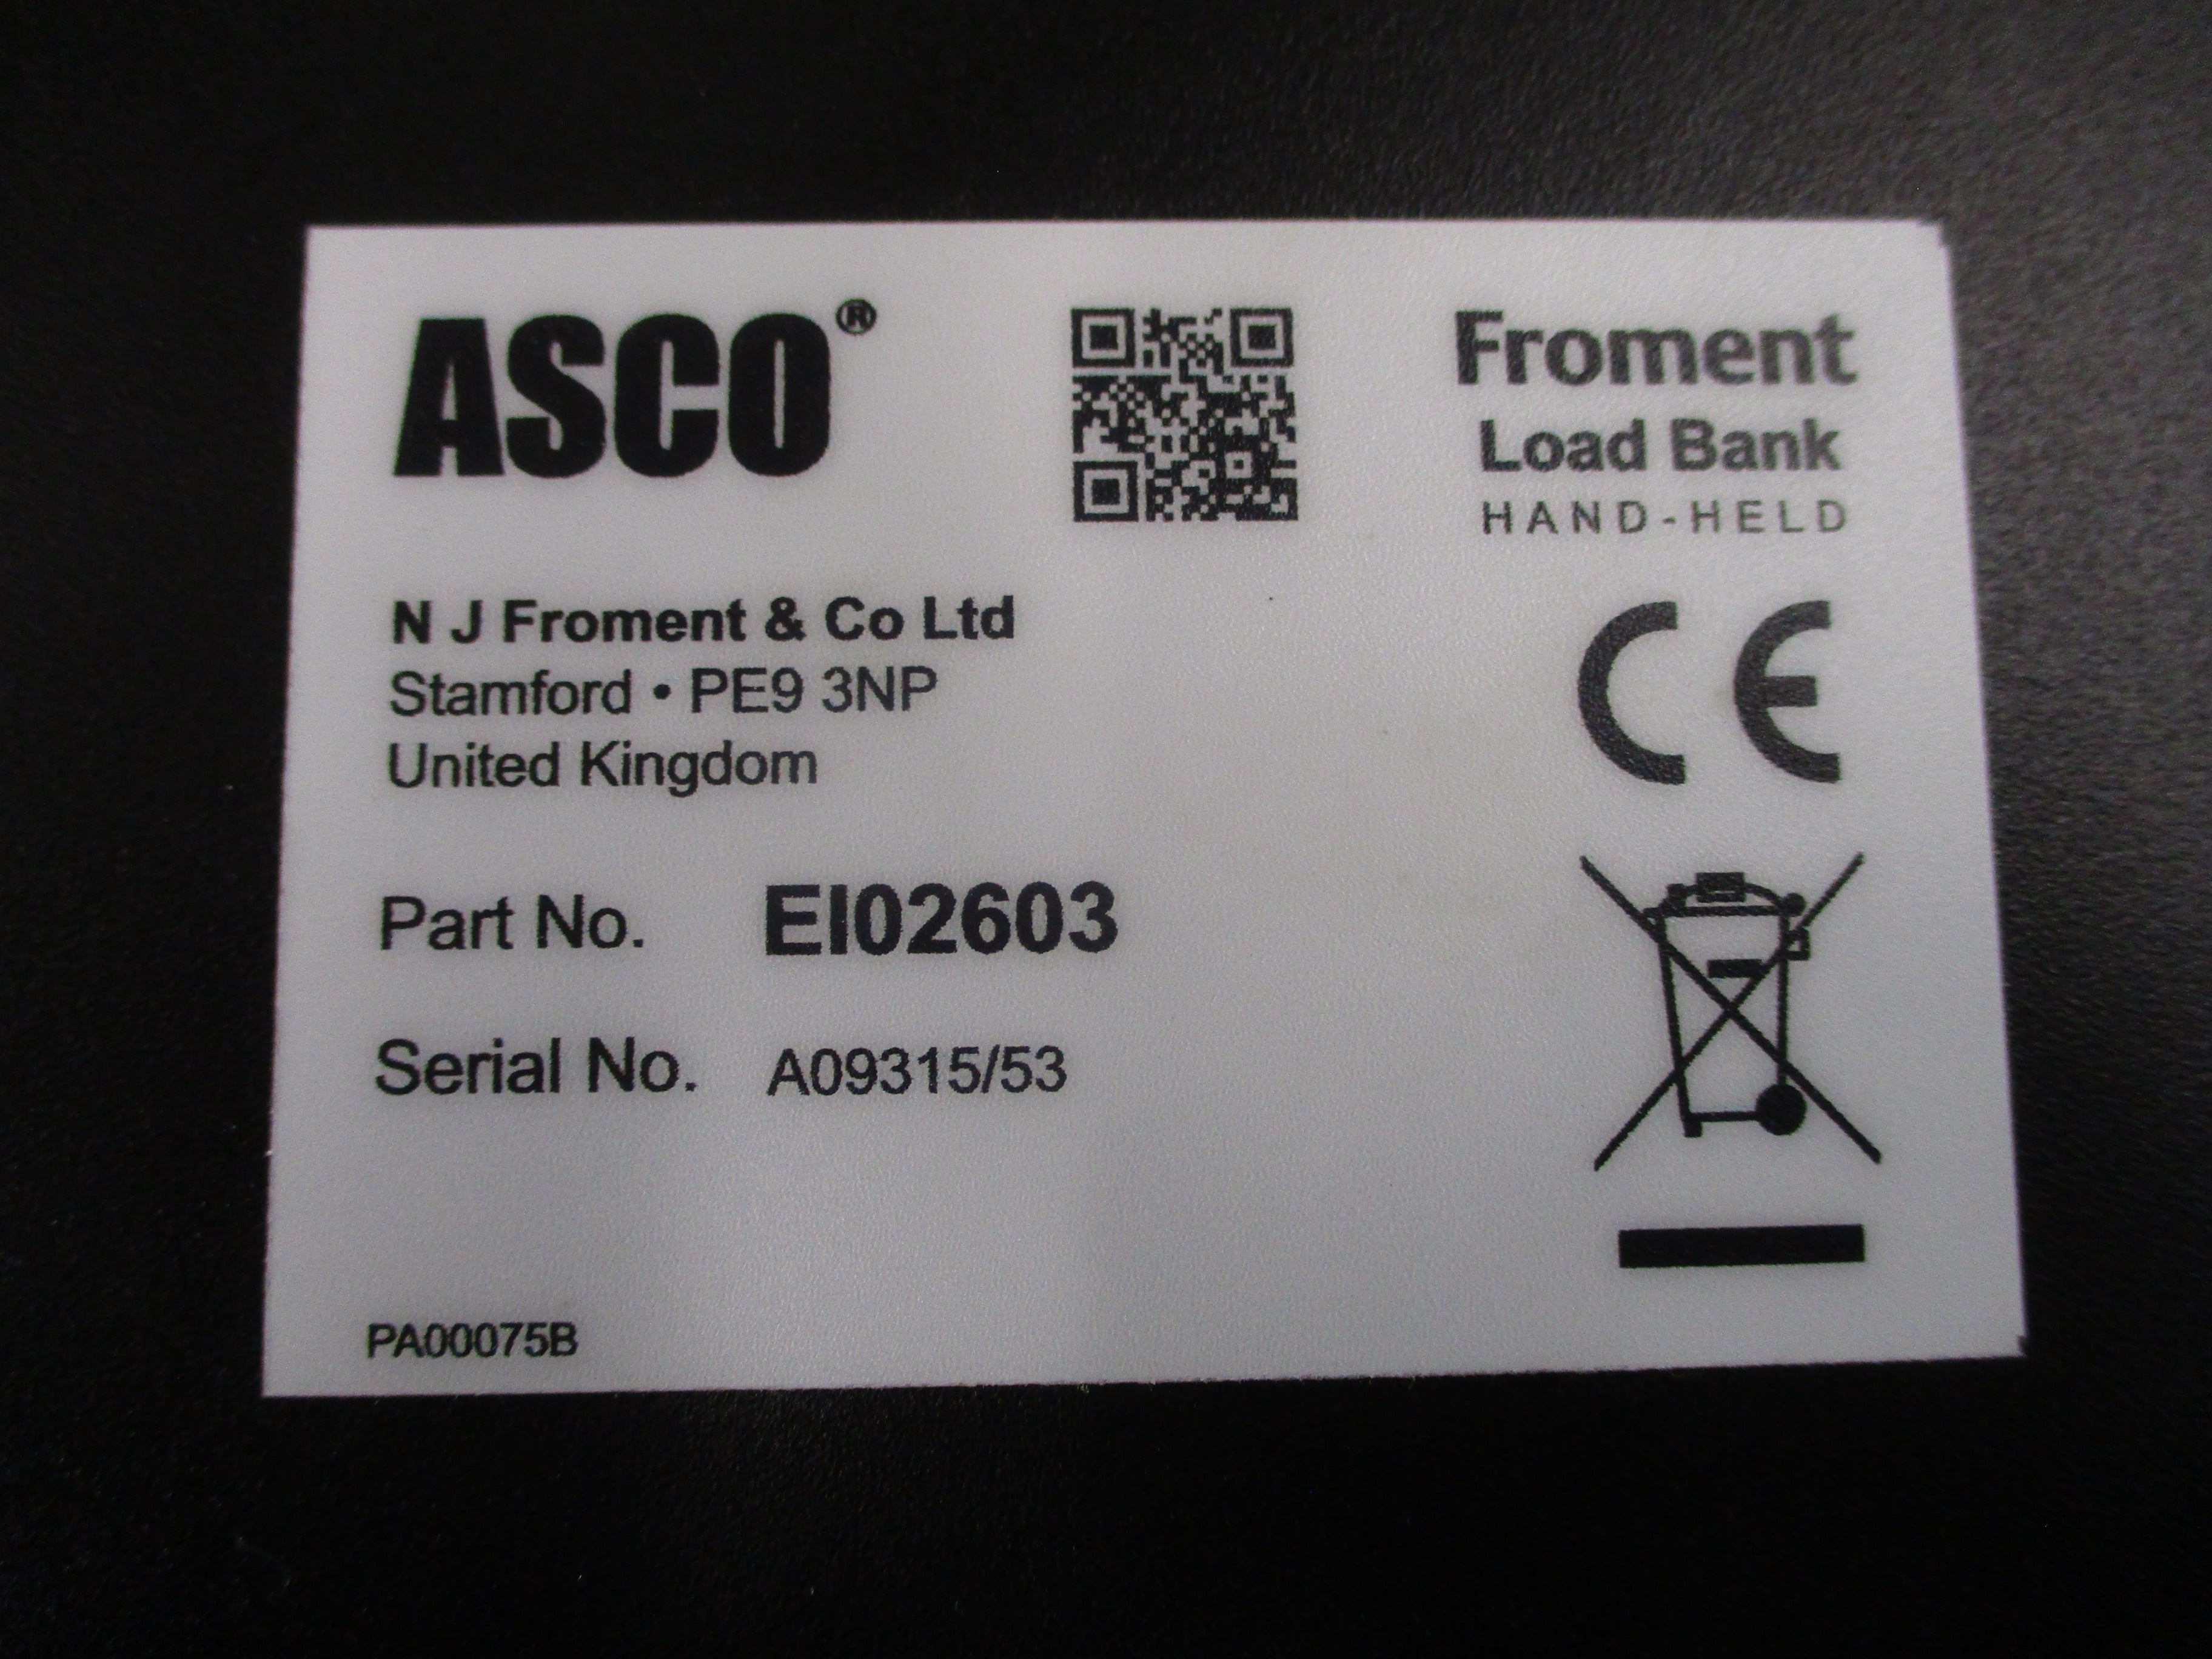 ASCO®
Froment
Load Bank
HAND-HELD
N J Froment & Co Ltd
Stamford • PE9 3NP
United Kingdom
CE
Part No. EI02603
Serial No. A09315/53
PA00075B